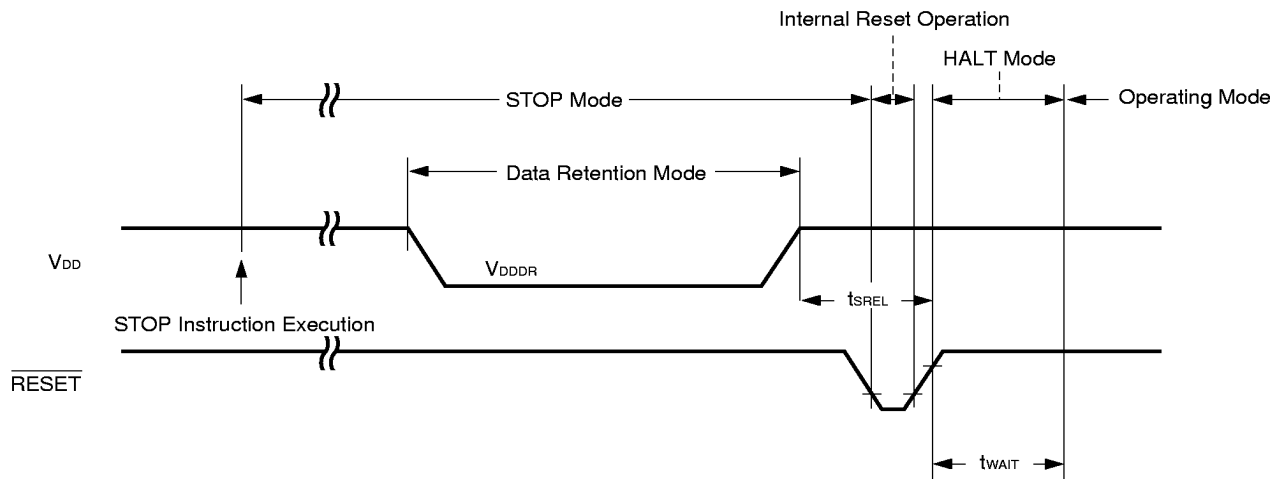 Internal Reset Operation
HALT Mode
STOP Mode
Operating Mode
Data Retention Mode
VDD
VDDDR
tSREL
STOP Instruction Execution
RESET
tWAIT